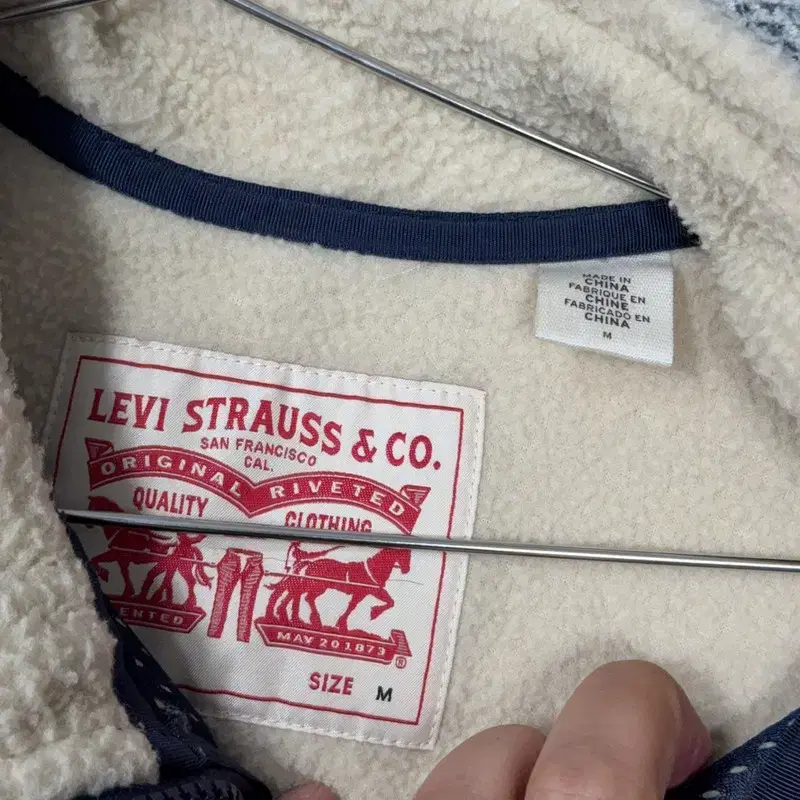 MADE IN
CHINA
FABRIQUE EN
CHINE
FABRICADO EN
CHINA
M
LEVI STRAUSS & CO.
SAN FRANCISCO
CAL.
ORIGINAL RIVETED
QUALITY CLOTHING
MAY 20 1873
®
SIZE M